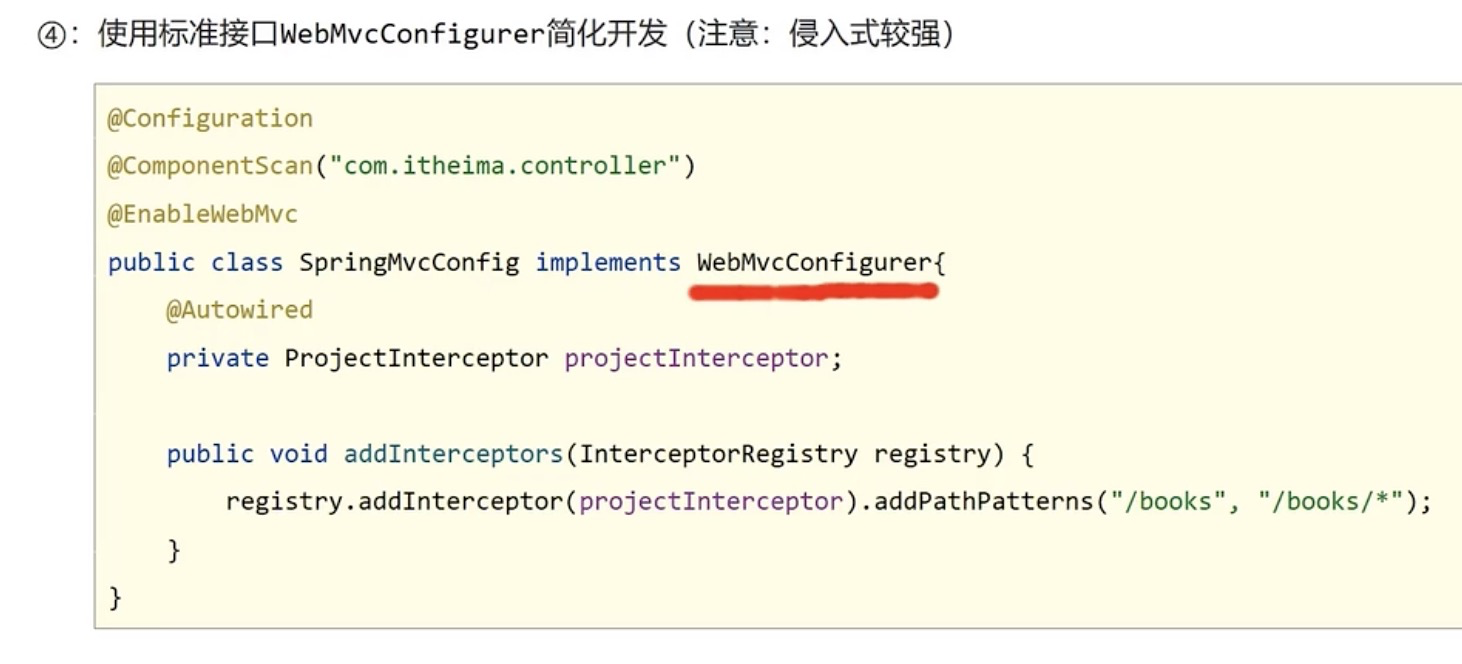 ④：使用标准接口WebMvcConfigurer简化开发（注意：侵入式较强）
@Configuration
@ComponentScan("com.itheima.controller")
@EnableWebMvc
public class SpringMvcConfig implements WebMvcConfigurer{
@Autowired
private ProjectInterceptor projectInterceptor;
public void addInterceptors(InterceptorRegistry registry) {
registry.addInterceptor(projectInterceptor).addPathPatterns("/books", "/books/*");
}
}